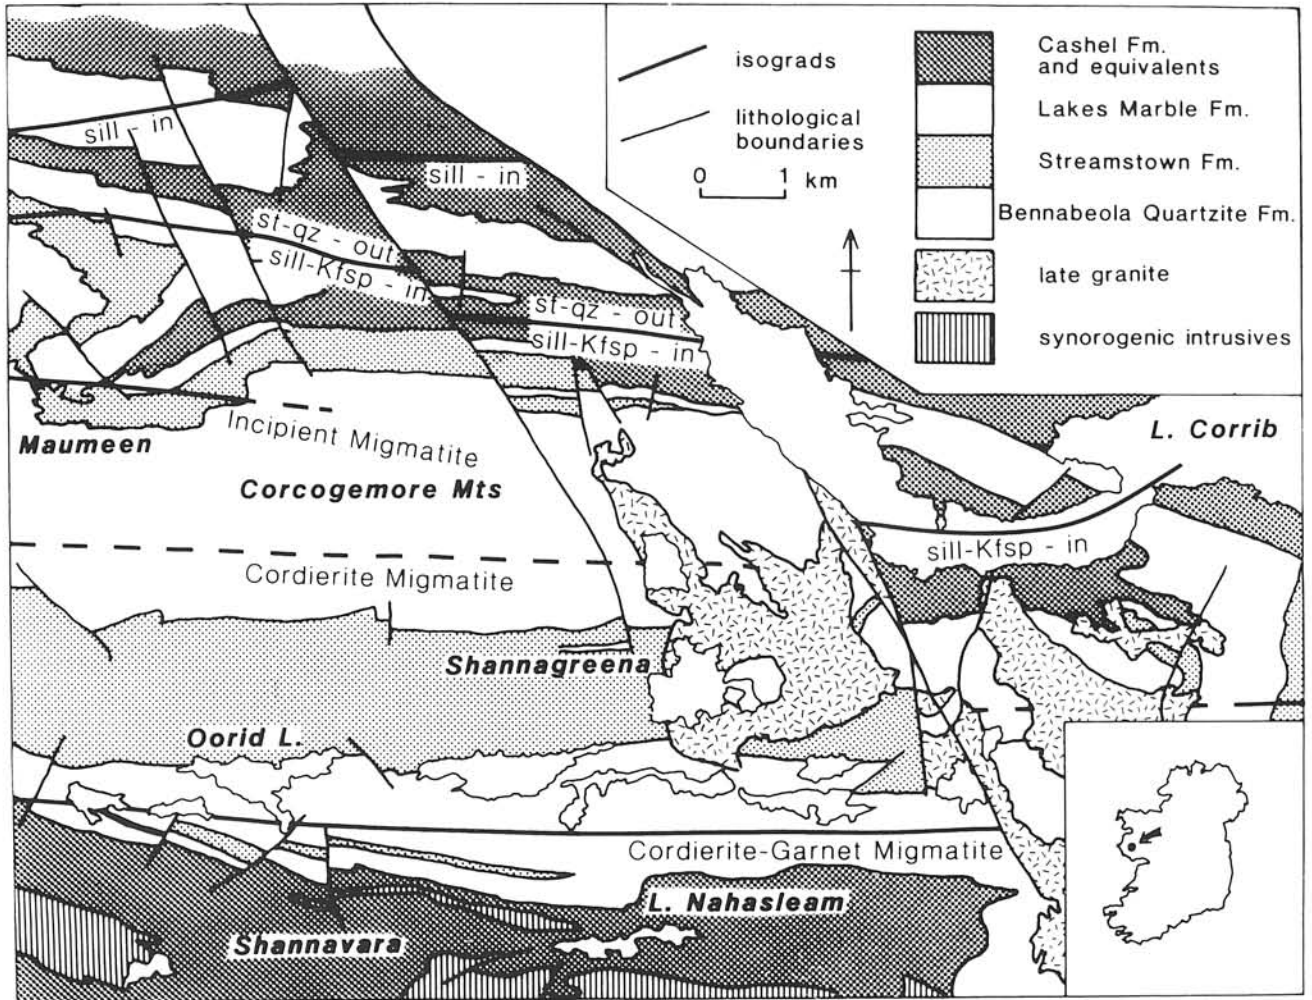 isograds
lithological
boundaries
0 1 km
Cashel Fm.
and equivalents
Lakes Marble Fm.
Streamstown Fm.
Bennabeola Quartzite Fm.
late granite
synorogenic intrusives
sill - in
sill - in
st-qz - out
sill-Kfsp - in
st-qz - out
sill-Kfsp - in
Incipient Migmatite
Maumeen
L. Corrib
Corcogemore Mts
sill-Kfsp - in
Cordierite Migmatite
Shannagreena
Oorid L.
Cordierite-Garnet Migmatite
L. Nahasleam
Shannavara